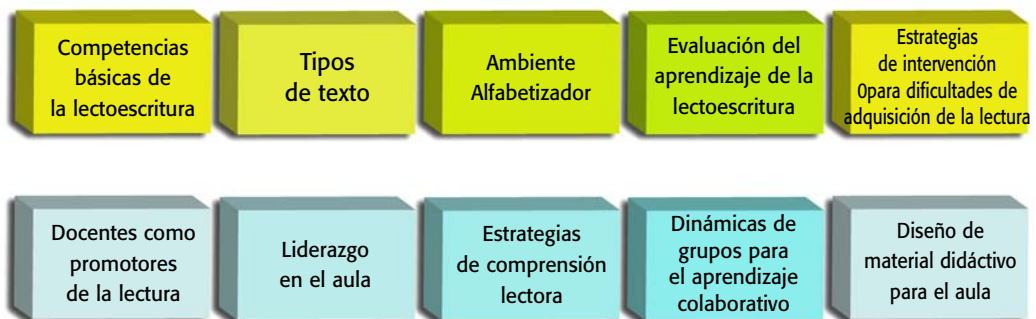 Competencias
básicas de
la lectoescritura
Tipos
de texto
Ambiente
Alfabetizador
Evaluación del
aprendizaje de la
lectoescritura
Estrategias
de intervención
0para dificultades de
adquisición de la lectura
Docentes como
promotores
de la lectura
Liderazgo
en el aula
Estrategias
de comprensión
lectora
Dinámicas de
grupos para
el aprendizaje
colaborativo
Diseño de
material didáctivo
para el aula